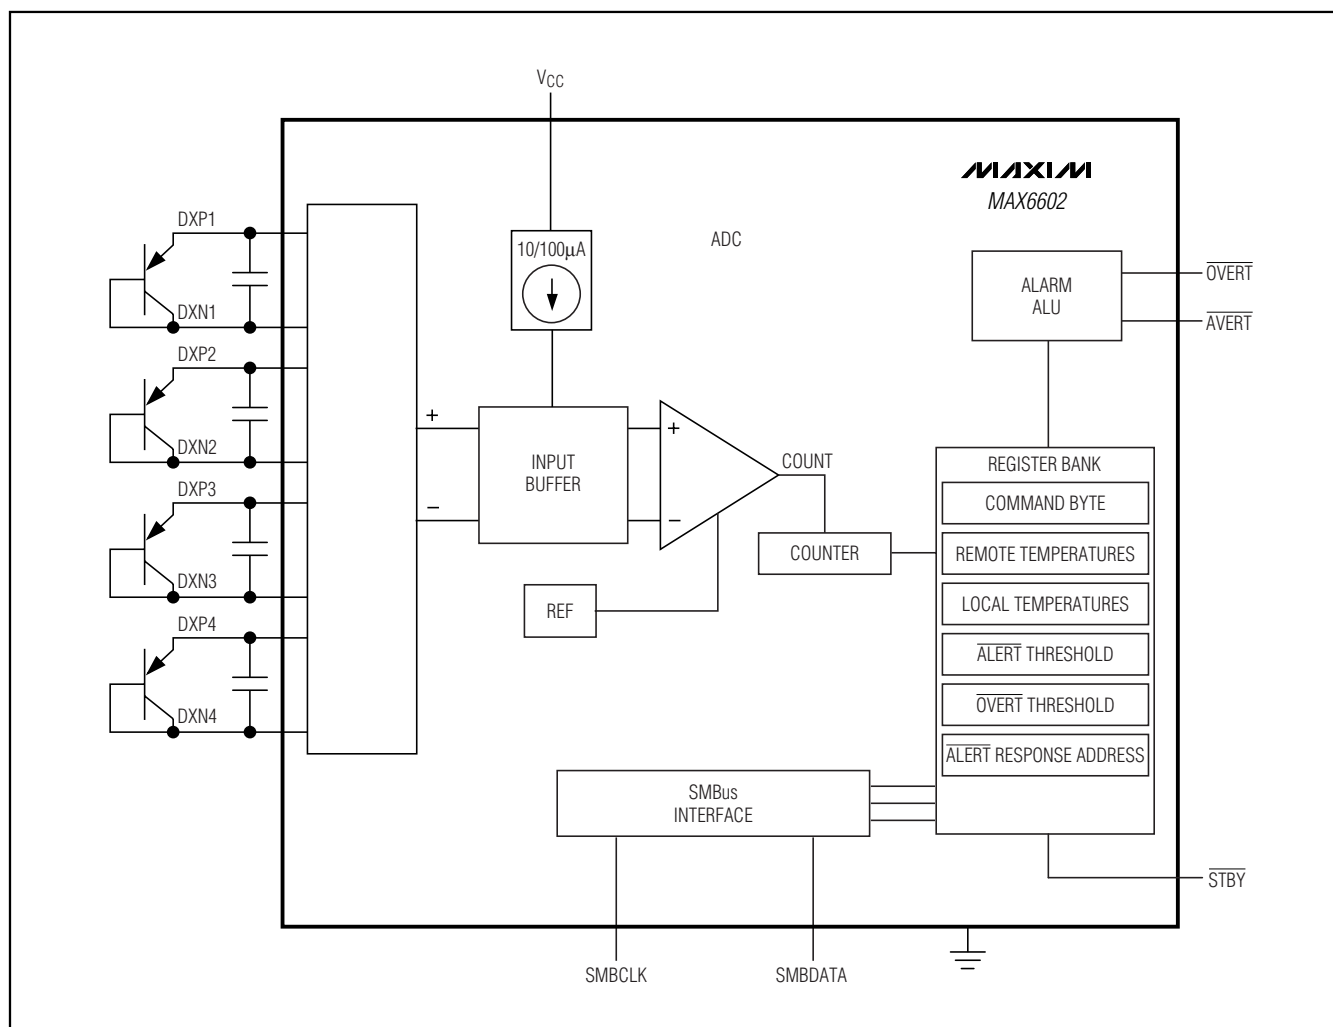 VCC
MAXIM
MAX6602
DXP1
10/100µA
ADC
ALARM
ALU
OVERT
AVERT
DXN1
DXP2
+
+
DXN2
INPUT
BUFFER
COUNT
REGISTER BANK
COMMAND BYTE
DXP3
−
−
COUNTER
REMOTE TEMPERATURES
DXN3
REF
LOCAL TEMPERATURES
DXP4
ALERT THRESHOLD
OVERT THRESHOLD
DXN4
ALERT RESPONSE ADDRESS
SMBus
INTERFACE
STBY
SMBCLK
SMBDATA